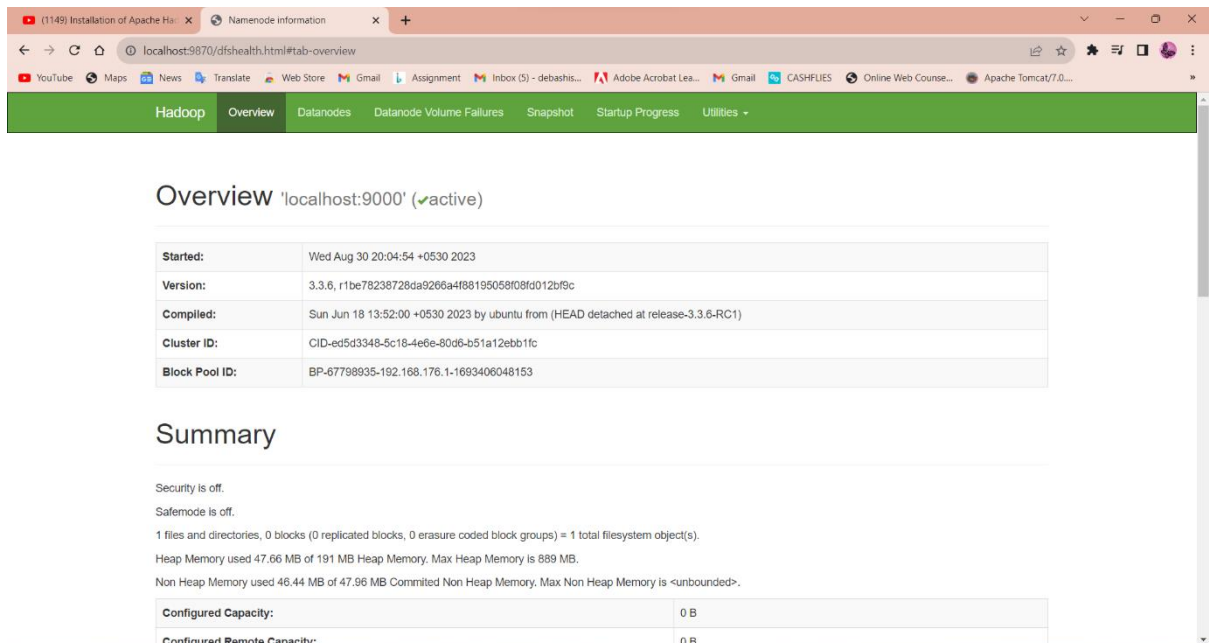 (1149) Installation of Apache Ha
Namenode information
localhost:9870/dfshealth.html#tab-overview
YouTube Maps News Translate Web Store Gmail Assignment Inbox (5) - debashis... Adobe Acrobat Lea... Gmail CASHFLIES Online Web Counse... Apache Tomcat/7.0.... »
Hadoop Overview Datanodes Datanode Volume Failures Snapshot Startup Progress Utilities
Overview 'localhost:9000' (✔active)
Started: Wed Aug 30 20:04:54 +0530 2023
Version: 3.3.6, r1be78238728da9266a4f88195058f08fd012bf9c
Compiled: Sun Jun 18 13:52:00 +0530 2023 by ubuntu from (HEAD detached at release-3.3.6-RC1)
Cluster ID: CID-ed5d3348-5c18-4e6e-80d6-b51a12ebb1fc
Block Pool ID: BP-67798935-192.168.176.1-1693406048153
Summary
Security is off.
Safemode is off.
1 files and directories, 0 blocks (0 replicated blocks, 0 erasure coded block groups) = 1 total filesystem object(s).
Heap Memory used 47.66 MB of 191 MB Heap Memory. Max Heap Memory is 889 MB.
Non Heap Memory used 46.44 MB of 47.96 MB Commited Non Heap Memory. Max Non Heap Memory is <unbounded>.
Configured Capacity: 0 B
Configured Remote Capacity: 0 B